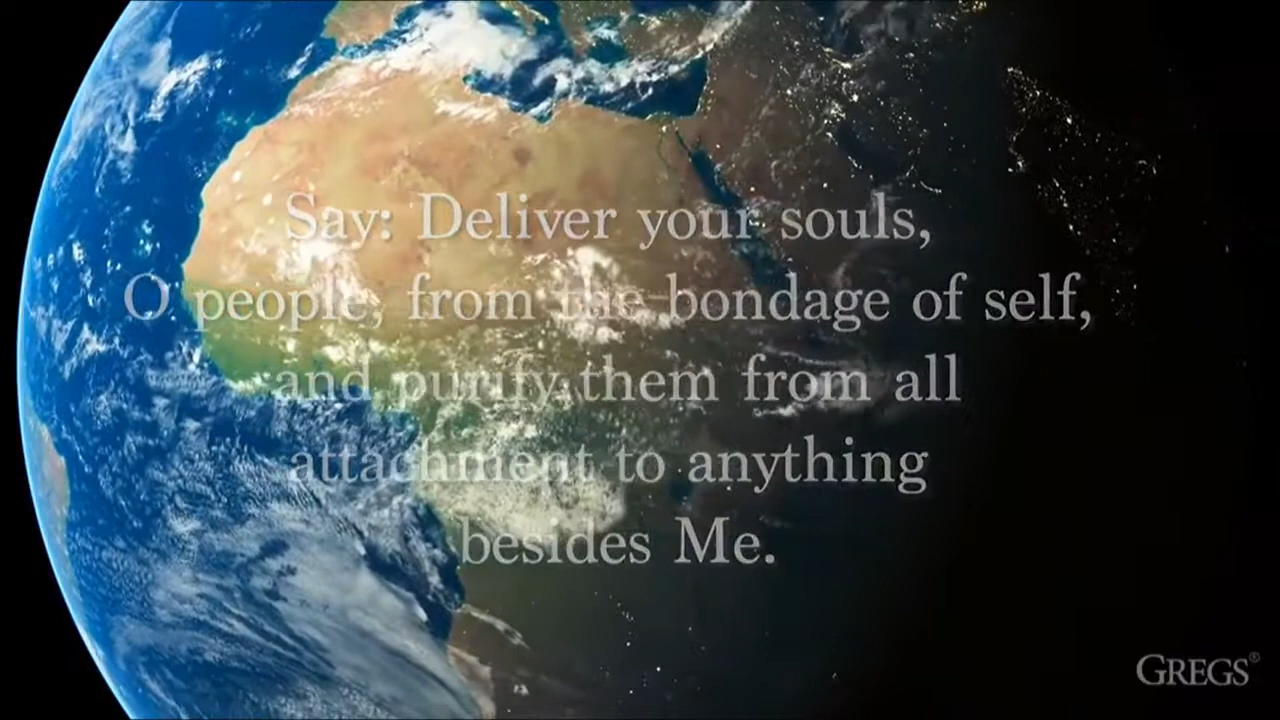 Say: Deliver your souls,
O people, from the bondage of self,
and purify them from all
attachment to anything
besides Me.
GREGS®